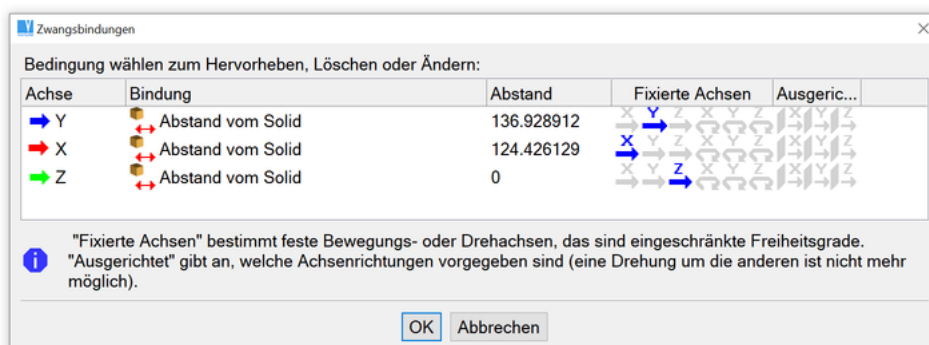 Zwangsbindungen
Bedingung wählen zum Hervorheben, Löschen oder Ändern:
Achse Bindung Abstand Fixierte Achsen Ausgeric...
Y Abstand vom Solid 136.928912 X Y Z X Y Z X Y Z
X Abstand vom Solid 124.426129 X Y Z X Y Z X Y Z
Z Abstand vom Solid 0 X Y Z X Y Z X Y Z
"Fixierte Achsen" bestimmt feste Bewegungs- oder Drehachsen, das sind eingeschränkte Freiheitsgrade.
"Ausgerichtet" gibt an, welche Achsenrichtungen vorgegeben sind (eine Drehung um die anderen ist nicht mehr
möglich).
OK Abbrechen